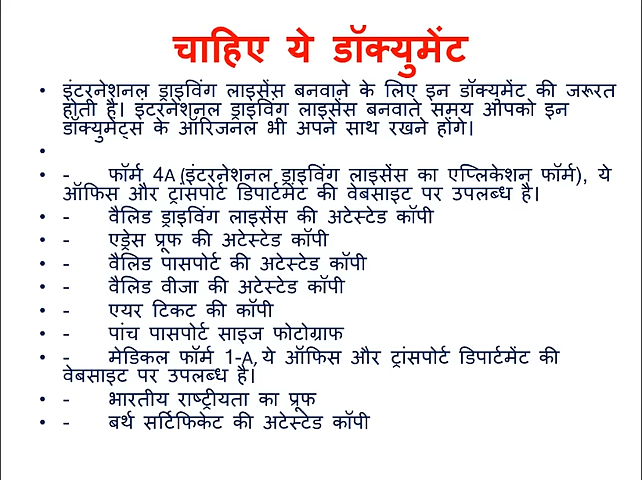 चाहिए ये डॉक्युमेंट
• इंटरनेशनल ड्राइविंग लाइसेंस बनवाने के लिए इन डॉक्युमेंट की जरूरत
होती है। इंटरनेशनल ड्राइविंग लाइसेंस बनवाते समय आपको इन
डॉक्युमेंट्स के ऑरिजनल भी अपने साथ रखने होंगे।
•
• - फॉर्म 4A (इंटरनेशनल ड्राइविंग लाइसेंस का एप्लिकेशन फॉर्म), ये
ऑफिस और ट्रांसपोर्ट डिपार्टमेंट की वेबसाइट पर उपलब्ध है।
• - वैलिड ड्राइविंग लाइसेंस की अटेस्टेड कॉपी
• - एड्रेस प्रूफ की अटेस्टेड कॉपी
• - वैलिड पासपोर्ट की अटेस्टेड कॉपी
• - वैलिड वीजा की अटेस्टेड कॉपी
• - एयर टिकट की कॉपी
• - पांच पासपोर्ट साइज फोटोग्राफ
• - मेडिकल फॉर्म 1-A, ये ऑफिस और ट्रांसपोर्ट डिपार्टमेंट की
वेबसाइट पर उपलब्ध है।
• - भारतीय राष्ट्रीयता का प्रूफ
• - बर्थ सर्टिफिकेट की अटेस्टेड कॉपी